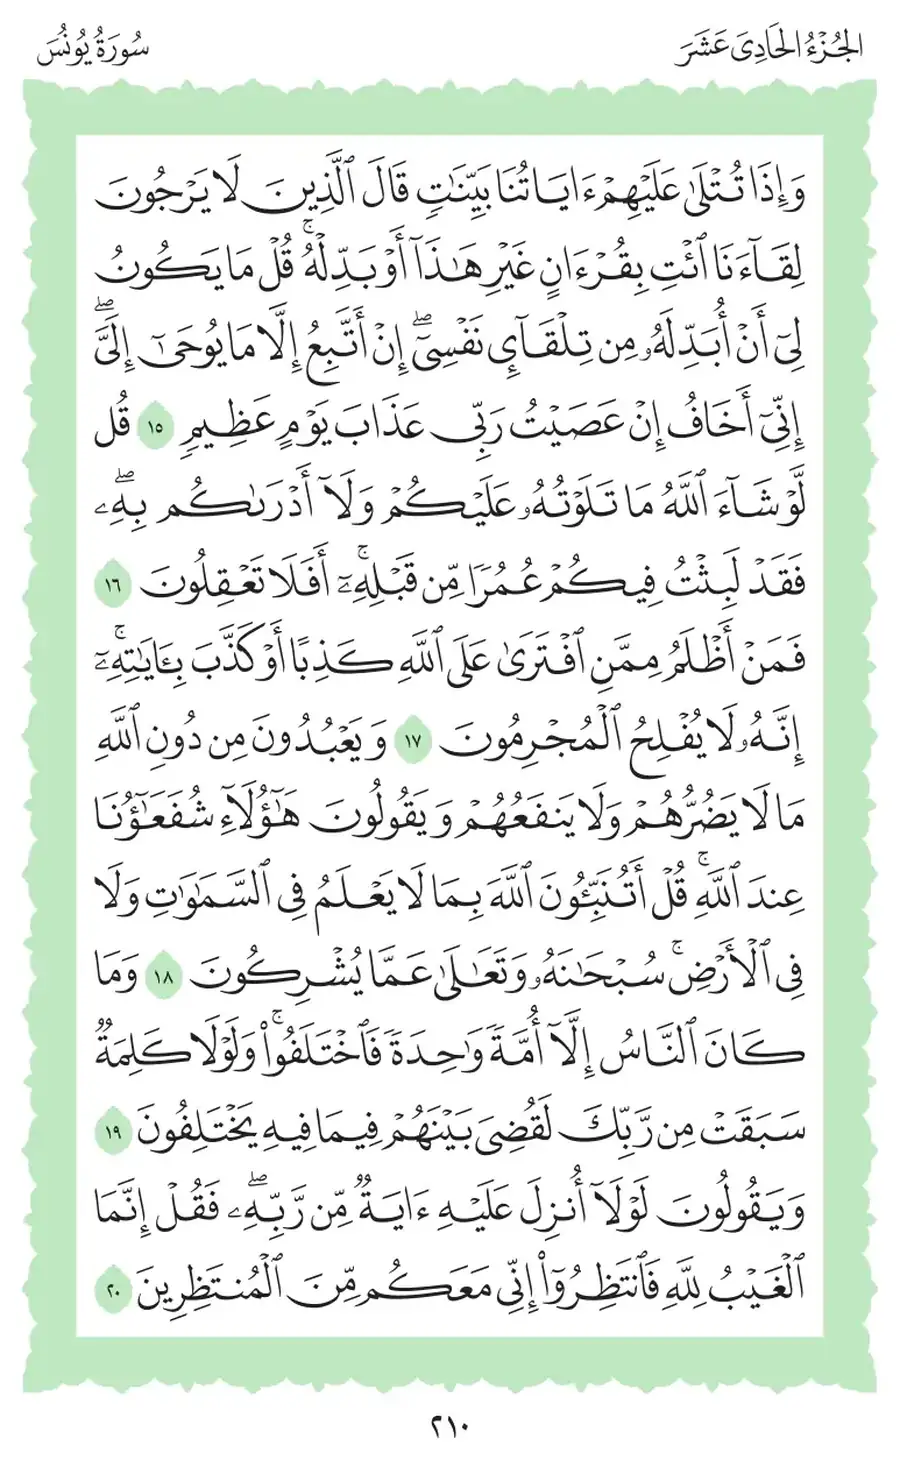 الجُزْءُ الحَادِىَ عَشَرَ
سُورَةُ يُونُسَ
وَإِذَا تُتْلَىٰ عَلَيْهِمْ ءَايَاتُنَا بَيِّنَٰتٍ قَالَ ٱلَّذِينَ لَا يَرْجُونَ
لِقَآءَنَا ٱئْتِ بِقُرْءَانٍ غَيْرِ هَٰذَآ أَوْ بَدِّلْهُ ۚ قُلْ مَا يَكُونُ
لِىٓ أَنْ أُبَدِّلَهُۥ مِن تِلْقَآئِ نَفْسِىٓ ۖ إِنْ أَتَّبِعُ إِلَّا مَا يُوحَىٰٓ إِلَىَّ ۖ
إِنِّىٓ أَخَافُ إِنْ عَصَيْتُ رَبِّى عَذَابَ يَوْمٍ عَظِيمٍ ١٥ قُل
لَّوْ شَآءَ ٱللَّهُ مَا تَلَوْتُهُۥ عَلَيْكُمْ وَلَآ أَدْرَىٰكُم بِهِۦ ۖ
فَقَدْ لَبِثْتُ فِيكُمْ عُمُرًا مِّن قَبْلِهِۦٓ ۚ أَفَلَا تَعْقِلُونَ ١٦
فَمَنْ أَظْلَمُ مِمَّنِ ٱفْتَرَىٰ عَلَى ٱللَّهِ كَذِبًا أَوْ كَذَّبَ بِـَٔايَٰتِهِۦٓ ۚ
إِنَّهُۥ لَا يُفْلِحُ ٱلْمُجْرِمُونَ ١٧ وَيَعْبُدُونَ مِن دُونِ ٱللَّهِ
مَا لَا يَضُرُّهُمْ وَلَا يَنفَعُهُمْ وَيَقُولُونَ هَٰٓؤُلَآءِ شُفَعَٰٓؤُنَا
عِندَ ٱللَّهِ ۚ قُلْ أَتُنَبِّـُٔونَ ٱللَّهَ بِمَا لَا يَعْلَمُ فِى ٱلسَّمَٰوَٰتِ وَلَا
فِى ٱلْأَرْضِ ۚ سُبْحَٰنَهُۥ وَتَعَٰلَىٰ عَمَّا يُشْرِكُونَ ١٨ وَمَا
كَانَ ٱلنَّاسُ إِلَّآ أُمَّةً وَٰحِدَةً فَٱخْتَلَفُوا۟ ۚ وَلَوْلَا كَلِمَةٌ
سَبَقَتْ مِن رَّبِّكَ لَقُضِىَ بَيْنَهُمْ فِيمَا فِيهِ يَخْتَلِفُونَ ١٩
وَيَقُولُونَ لَوْلَآ أُنزِلَ عَلَيْهِ ءَايَةٌ مِّن رَّبِّهِۦ ۖ فَقُلْ إِنَّمَا
ٱلْغَيْبُ لِلَّهِ فَٱنتَظِرُوٓا۟ إِنِّى مَعَكُم مِّنَ ٱلْمُنتَظِرِينَ ٢٠
٢١٠